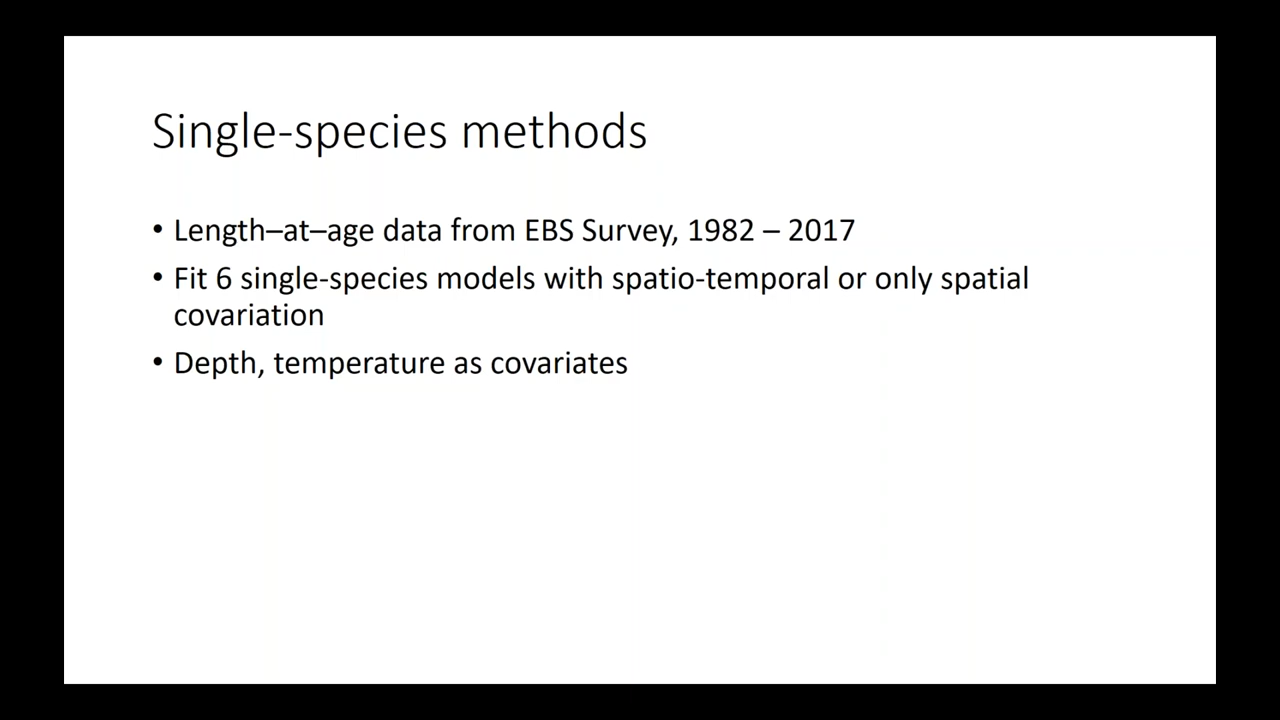 Single-species methods
• Length–at–age data from EBS Survey, 1982 – 2017
• Fit 6 single-species models with spatio-temporal or only spatial
covariation
• Depth, temperature as covariates